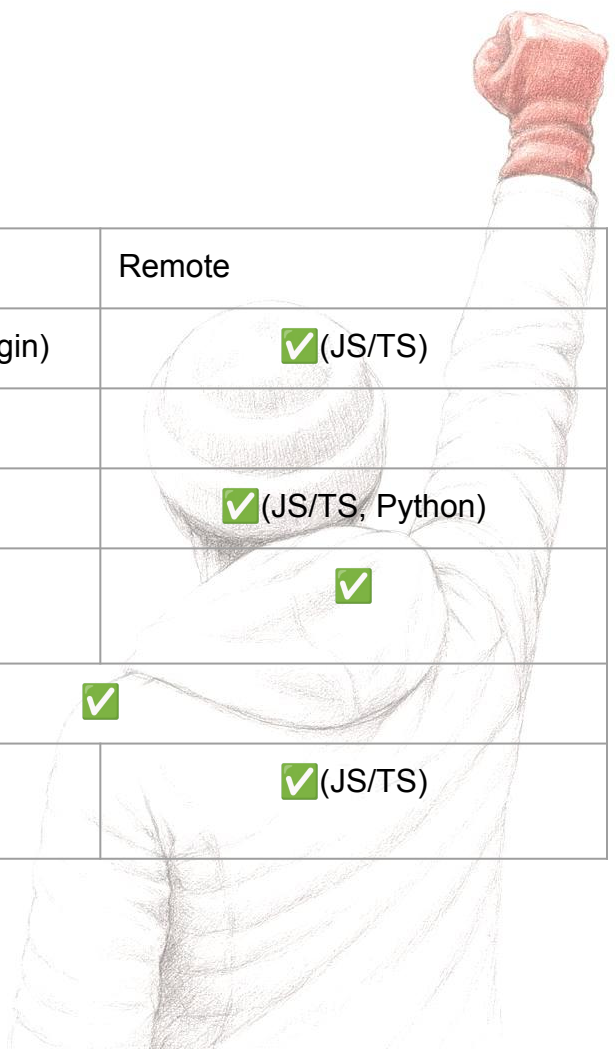 Remote
gin)
✅(JS/TS)
✅(JS/TS, Python)
✅
✅
✅(JS/TS)